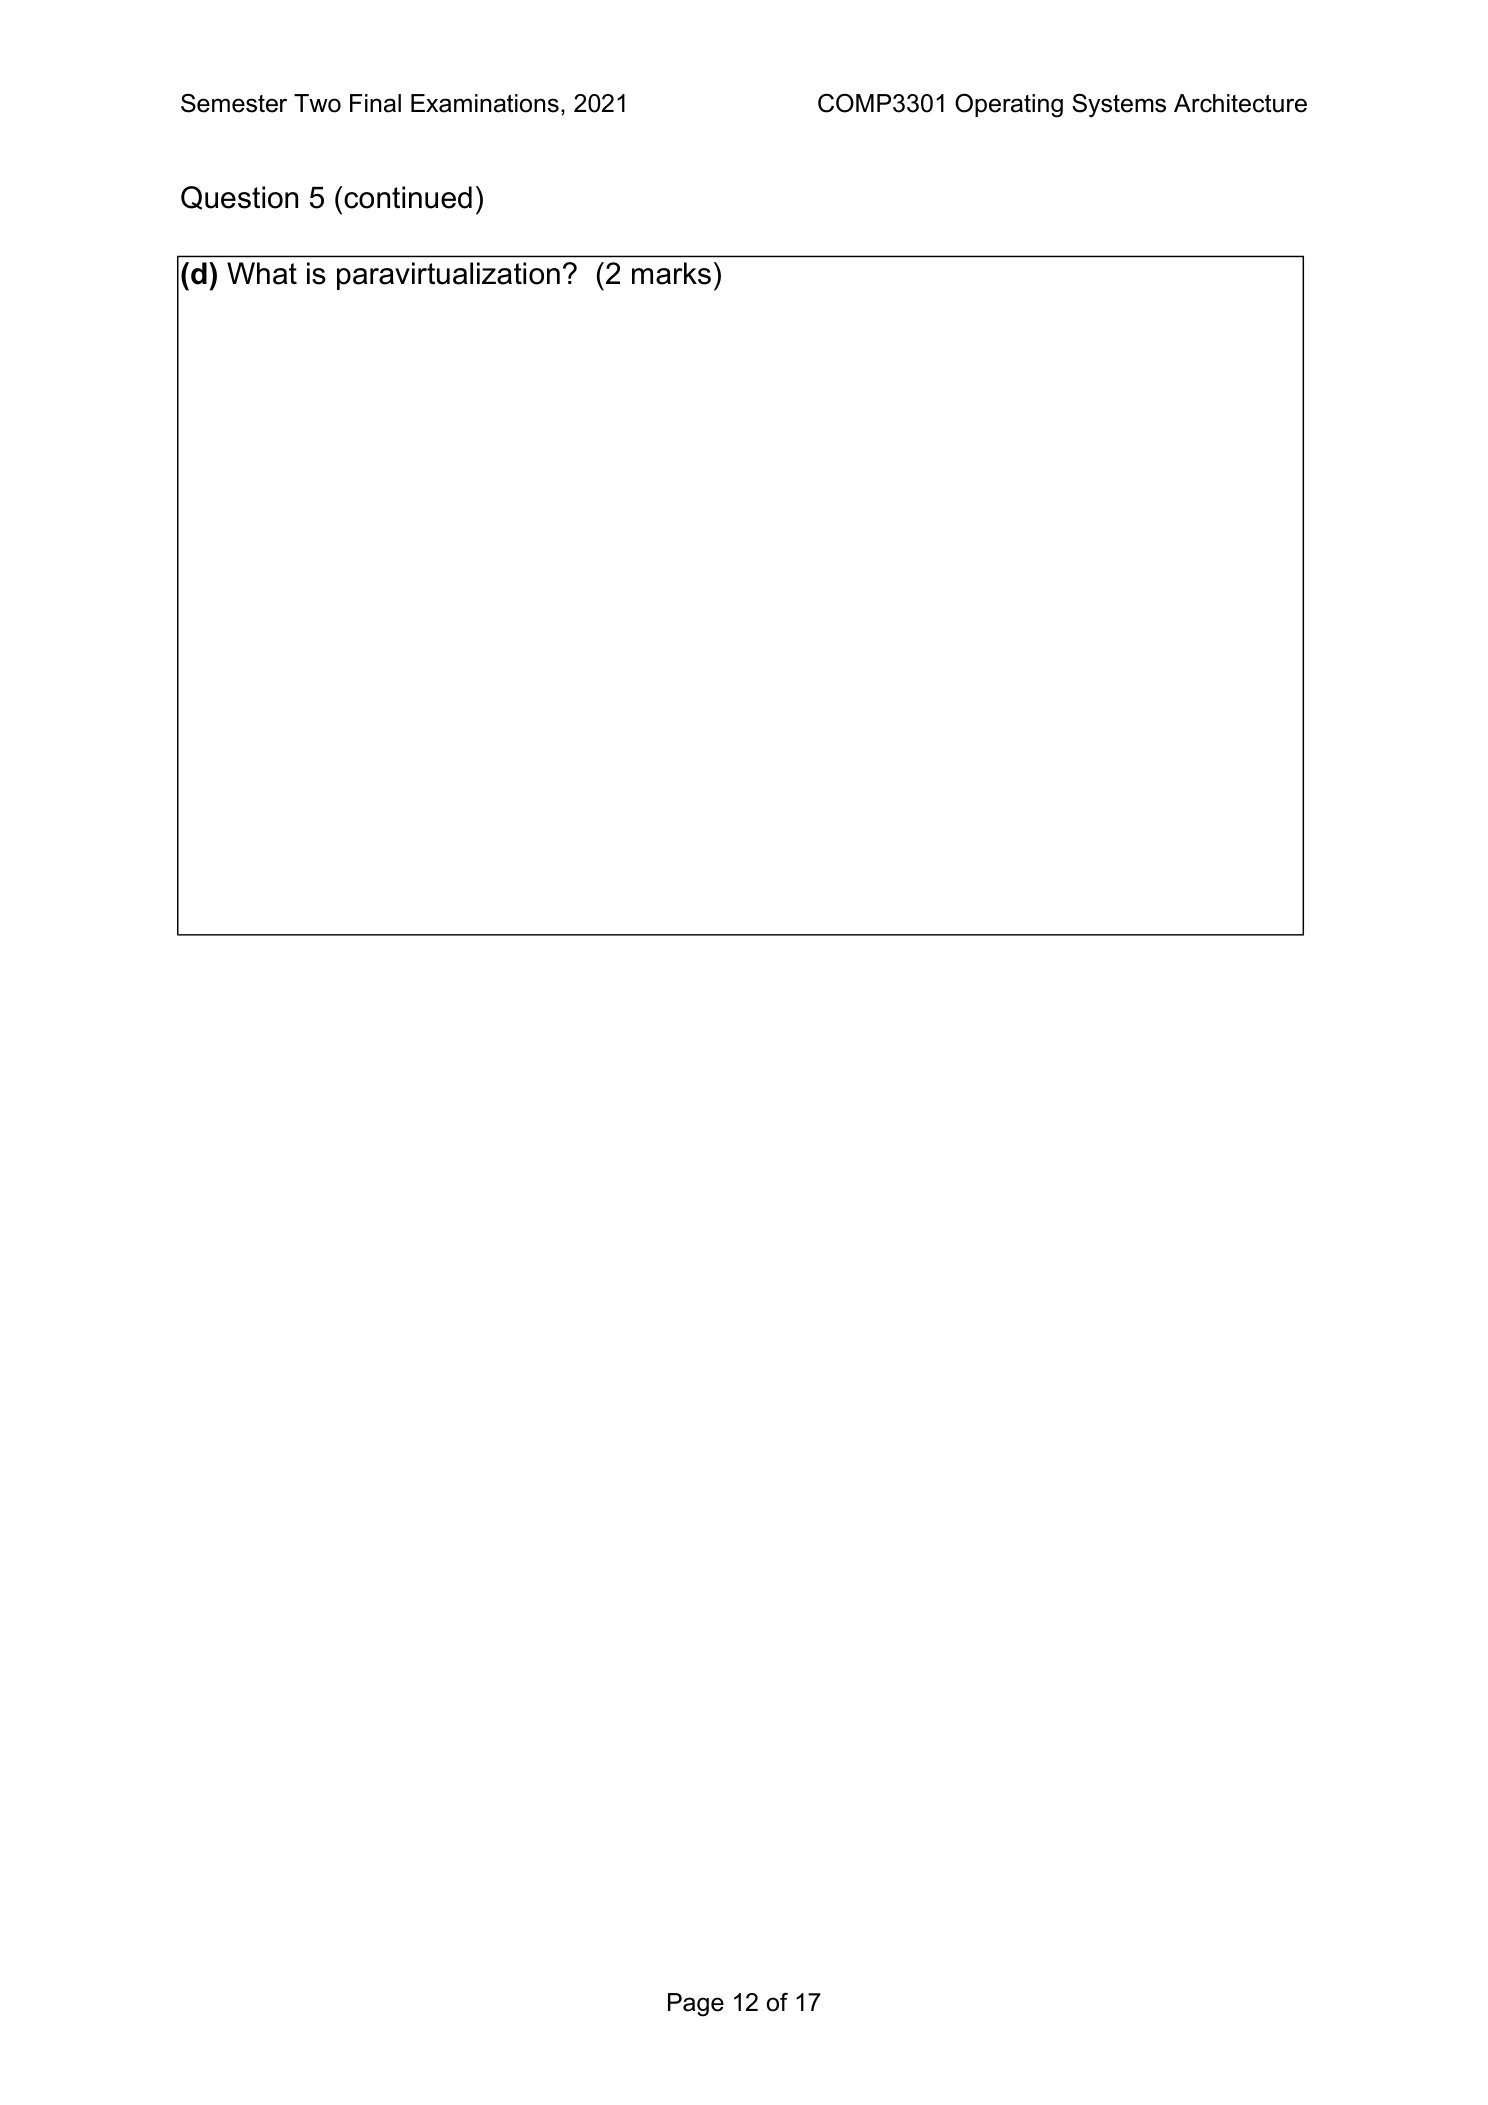 Semester Two Final Examinations, 2021 COMP3301 Operating Systems Architecture
Question 5 (continued)
(d) What is paravirtualization?  (2 marks)
Page 12 of 17